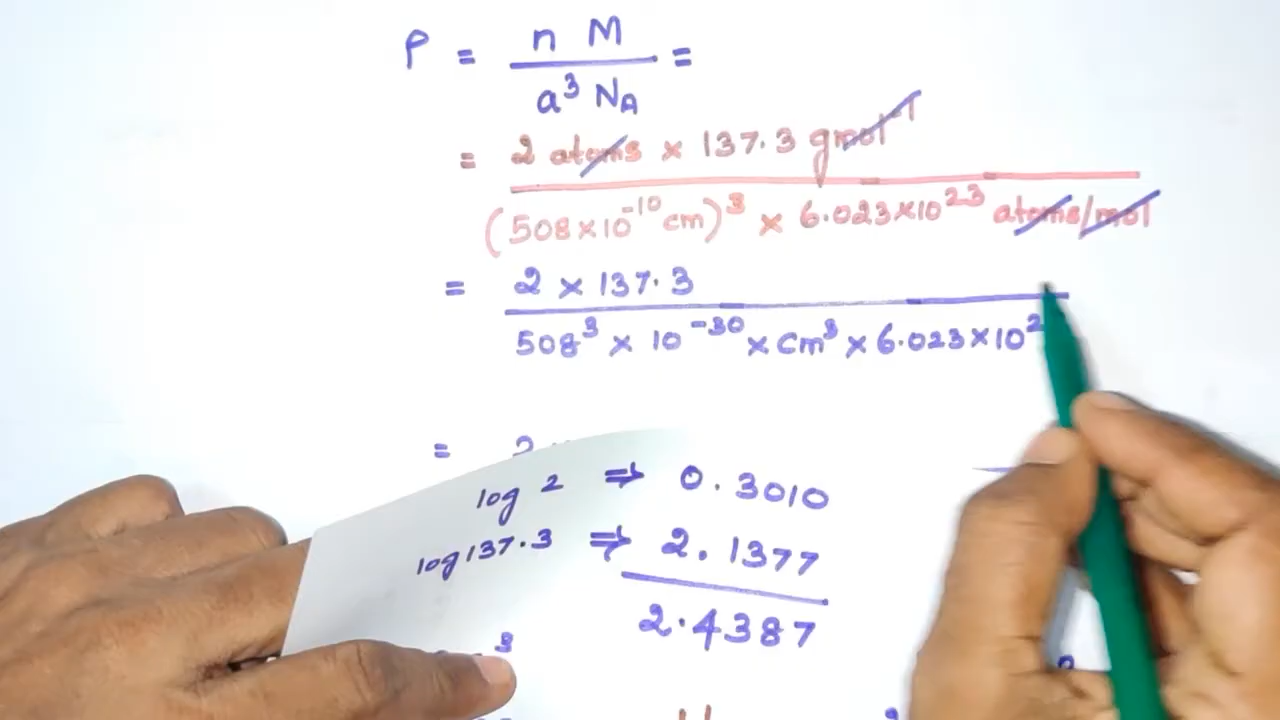 ρ = n M / a³ N_A =
= 2 atoms × 137.3 gmol⁻¹ / (508×10⁻¹⁰ cm)³ × 6.023×10²³ atoms/mol
= 2 × 137.3 / 508³ × 10⁻³⁰ × cm³ × 6.023×10²
= 2
log 2 ⇒ 0.3010
log 137.3 ⇒ 2.1377
2.4387
3